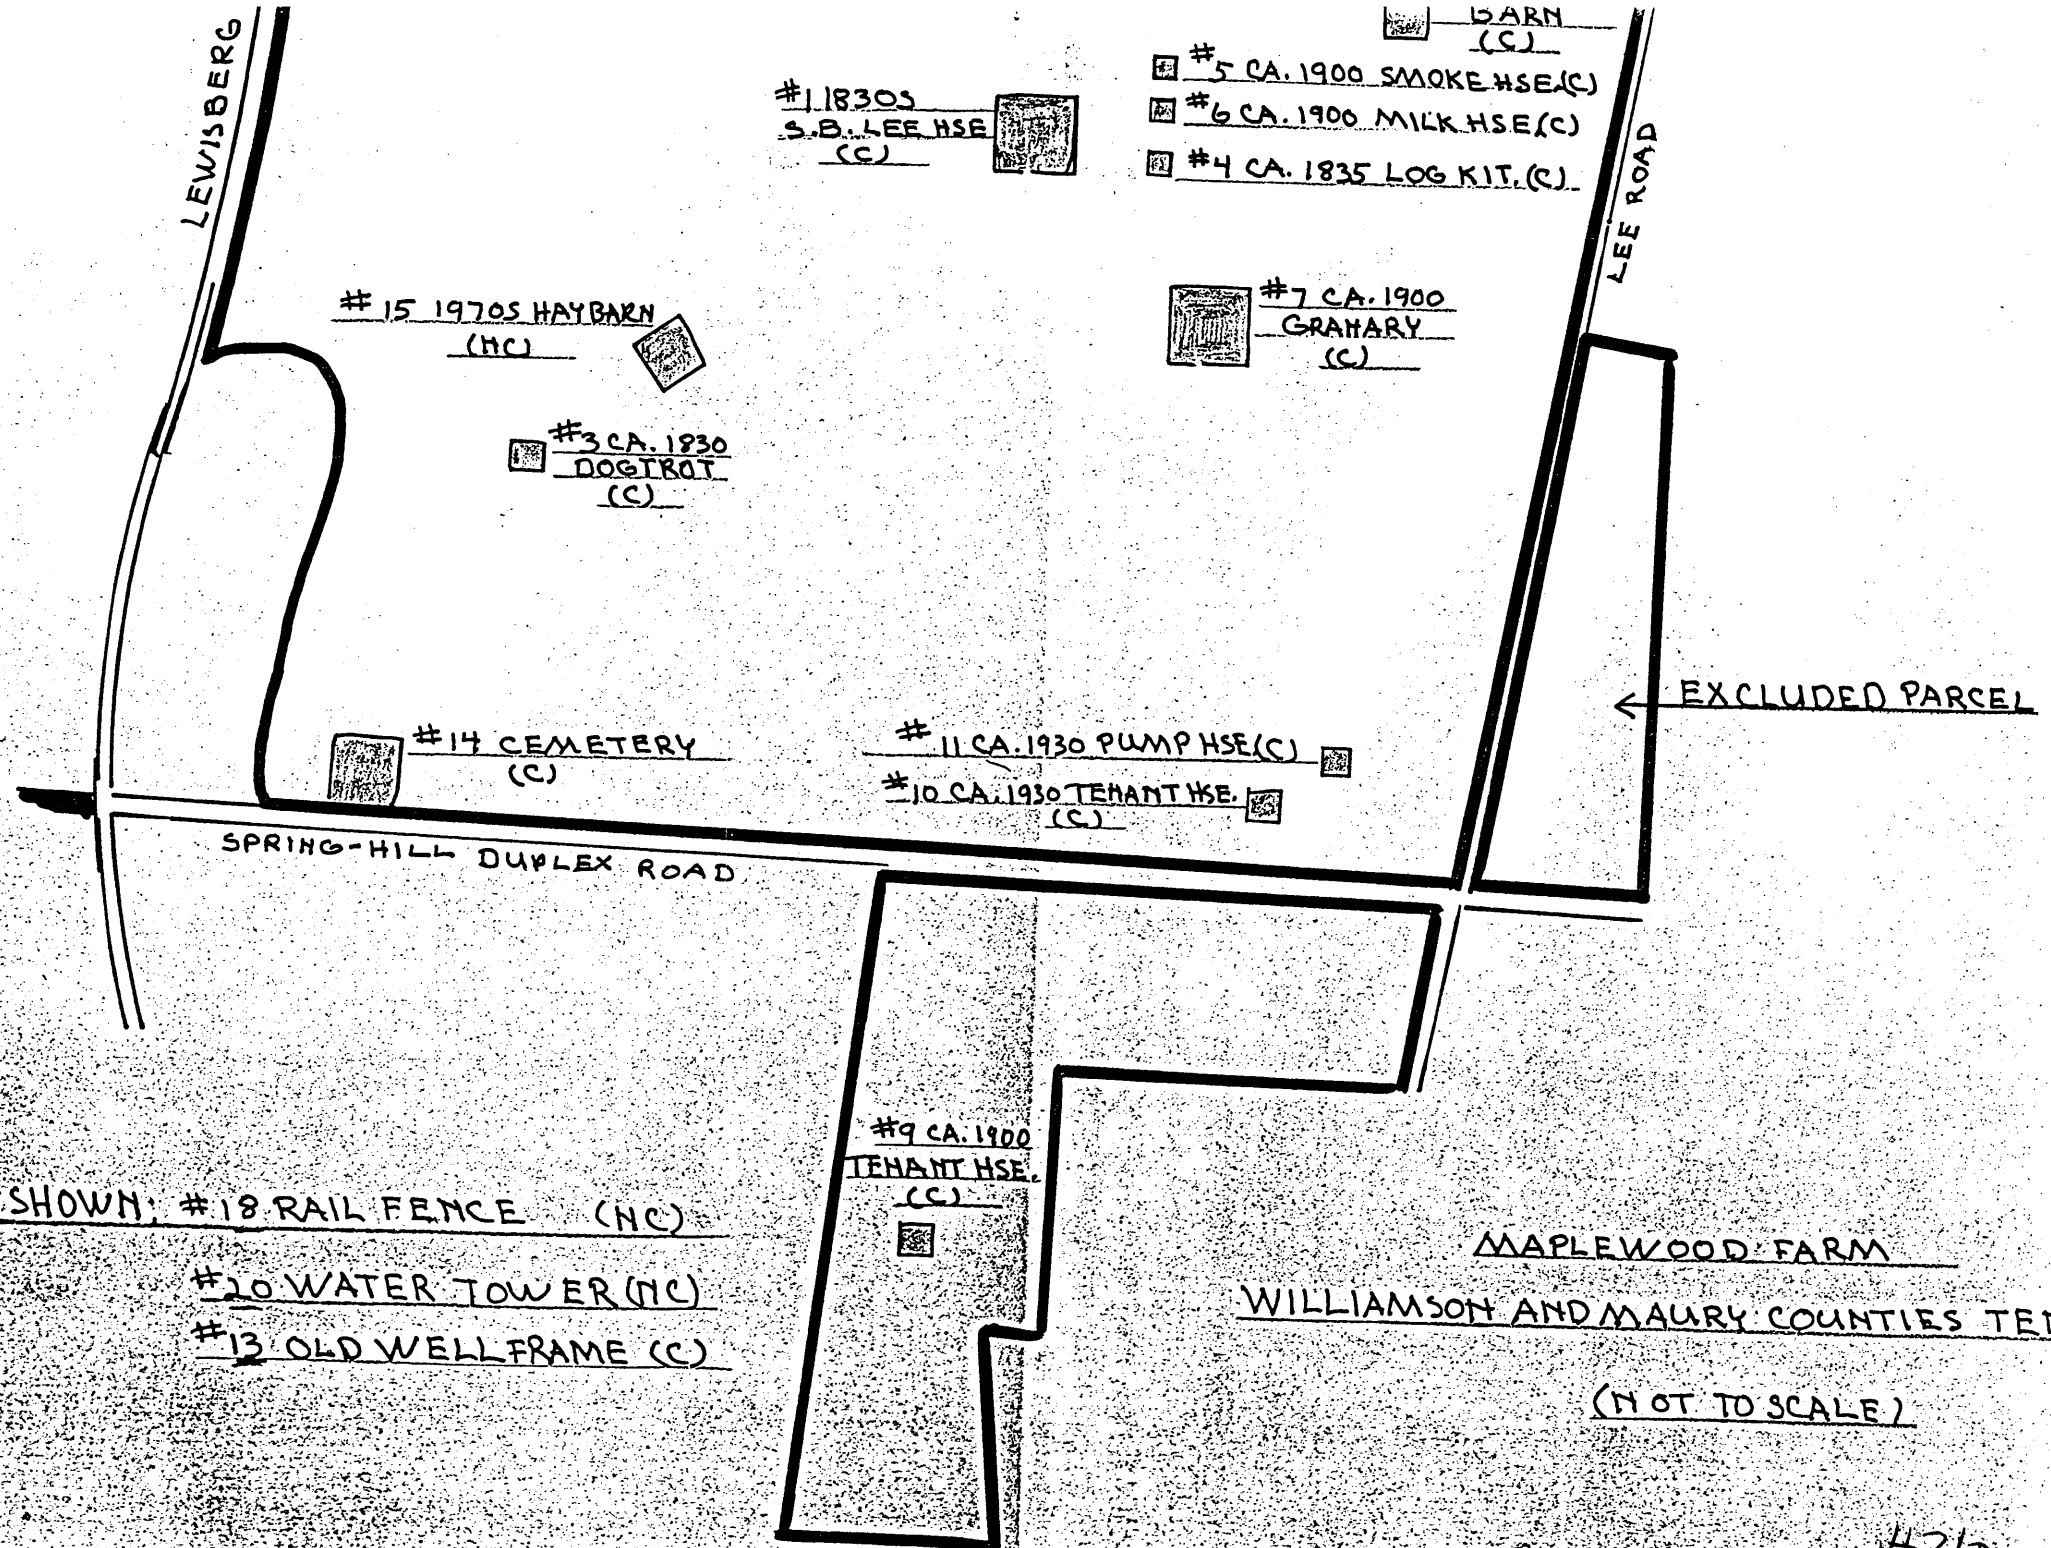 BARN
(C)
#5 CA. 1900 SMOKE HSE.(C)
#6 CA. 1900 MILK HSE.(C)
#4 CA. 1835 LOG KIT. (C)
#1 1830S
S.B. LEE HSE
(C)
LEWISBERG
LEE ROAD
#15 1970S HAYBARN
(NC)
#7 CA. 1900
GRANARY
(C)
#3 CA. 1830
DOGTROT
(C)
EXCLUDED PARCEL
#14 CEMETERY
(C)
#11 CA. 1930 PUMP HSE.(C)
#10 CA. 1930 TENANT HSE.
(C)
SPRING-HILL DUPLEX ROAD
#9 CA. 1900
TENANT HSE.
(C)
SHOWN: #18 RAIL FENCE (NC)
#20 WATER TOWER (NC)
#13 OLD WELL FRAME (C)
MAPLEWOOD FARM
WILLIAMSON AND MAURY COUNTIES
(NOT TO SCALE)